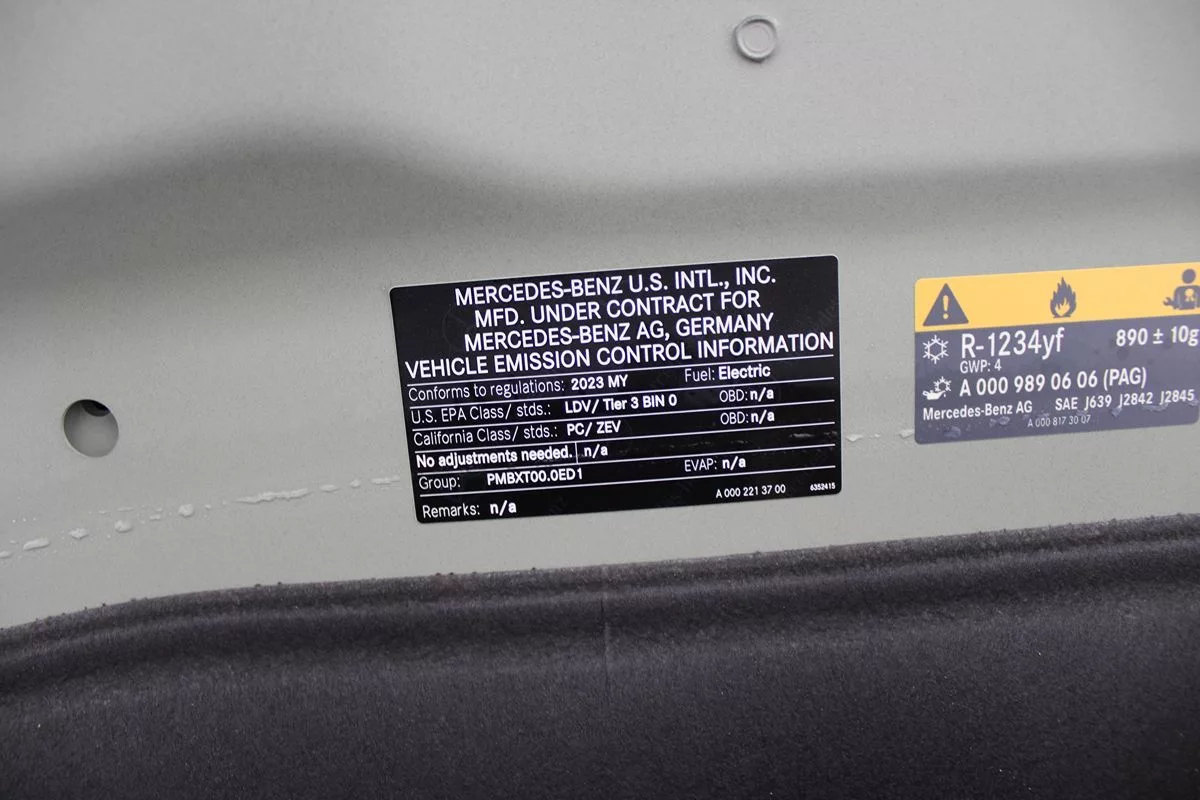 MERCEDES-BENZ U.S. INTL., INC.
MFD. UNDER CONTRACT FOR
MERCEDES-BENZ AG, GERMANY
VEHICLE EMISSION CONTROL INFORMATION
Conforms to regulations: 2023 MY Fuel: Electric
U.S. EPA Class/ stds.: LDV/ Tier 3 BIN 0 OBD: n/a
California Class/ stds.: PC/ ZEV OBD: n/a
No adjustments needed. n/a
Group: PMBXT00.0ED1 EVAP: n/a
Remarks: n/a A 000 221 37 00 6352415
R-1234yf 890 ± 10g
GWP: 4
A 000 989 06 06 (PAG)
Mercedes-Benz AG SAE J639 J2842 J2845
A 000 817 30 07